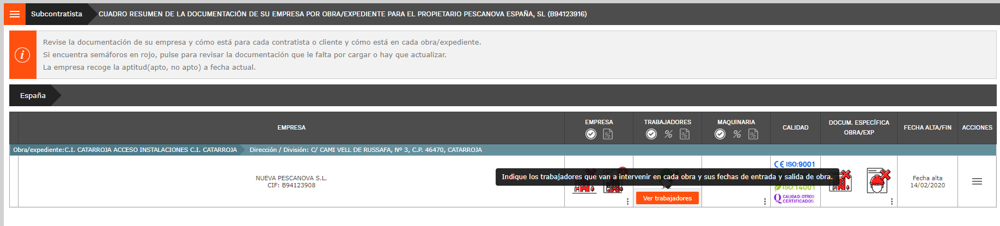 Subcontratista
CUADRO RESUMEN DE LA DOCUMENTACIÓN DE SU EMPRESA POR OBRA/EXPEDIENTE PARA EL PROPIETARIO PESCANOVA ESPAÑA, SL (B94123916)
Revise la documentación de su empresa y cómo está para cada contratista o cliente y cómo está en cada obra/expediente.
Si encuentra semáforos en rojo, pulse para revisar la documentación que le falta por cargar o hay que actualizar.
La empresa recoge la aptitud(apto, no apto) a fecha actual.
España
EMPRESA
EMPRESA
TRABAJADORES
MAQUINARIA
CALIDAD
DOCUM. ESPECÍFICA
OBRA/EXP
FECHA ALTA/FIN
ACCIONES
Obra/expediente:C.I. CATARROJA ACCESO INSTALACIONES C.I. CATARROJA
Dirección / División: C/ CAMI VELL DE RUSSAFA, Nº 3, C.P. 46470, CATARROJA
NUEVA PESCANOVA S.L.
CIF: B94123908
Indique los trabajadores que van a intervenir en cada obra y sus fechas de entrada y salida de obra.
Ver trabajadores
CE ISO:9001
ISO:14001
Q CALIDAD: OTROS
CERTIFICADOS
Fecha alta
14/02/2020